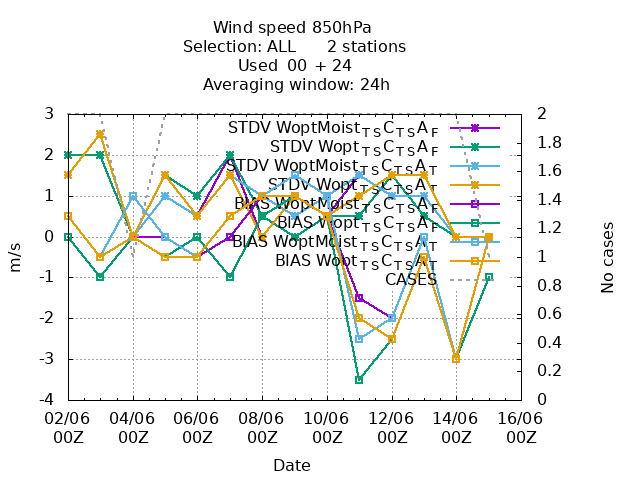 Wind speed 850hPa
Selection: ALL 2 stations
Used 00 + 24
Averaging window: 24h
3 2
STDV WoptMoist_TS C_TS A_F
1.8
STDV Wopt_TS C_TS A_F
2 1.6
STDV WoptMoist_TS C_TS A_T
STDV Wopt_TS C_TS A_T
1 1.4
BIAS WoptMoist_TS C_TS A_F
BIAS Wopt_TS C_TS A_F
0 1.2
BIAS WoptMoist_TS C_TS A_T
BIAS Wopt_TS C_TS A_T
1
CASES
-1 0.8
-2 0.6
0.4
-3 0.2
-4 0
m/s
No cases
02/06 04/06 06/06 08/06 10/06 12/06 14/06 16/06
00Z 00Z 00Z 00Z 00Z 00Z 00Z 00Z
Date